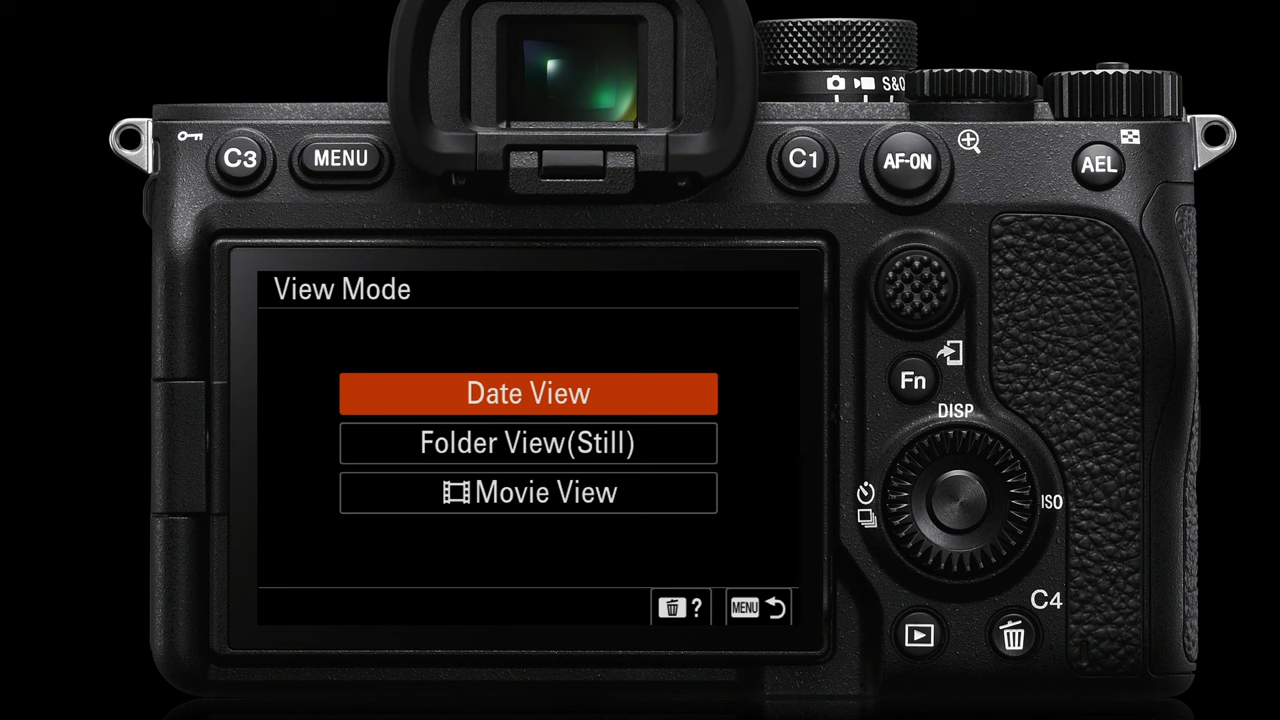 S&Q
C3
MENU
C1
AF-ON
AEL
View Mode
Date View
Folder View(Still)
Movie View
?
MENU
Fn
DISP
ISO
C4